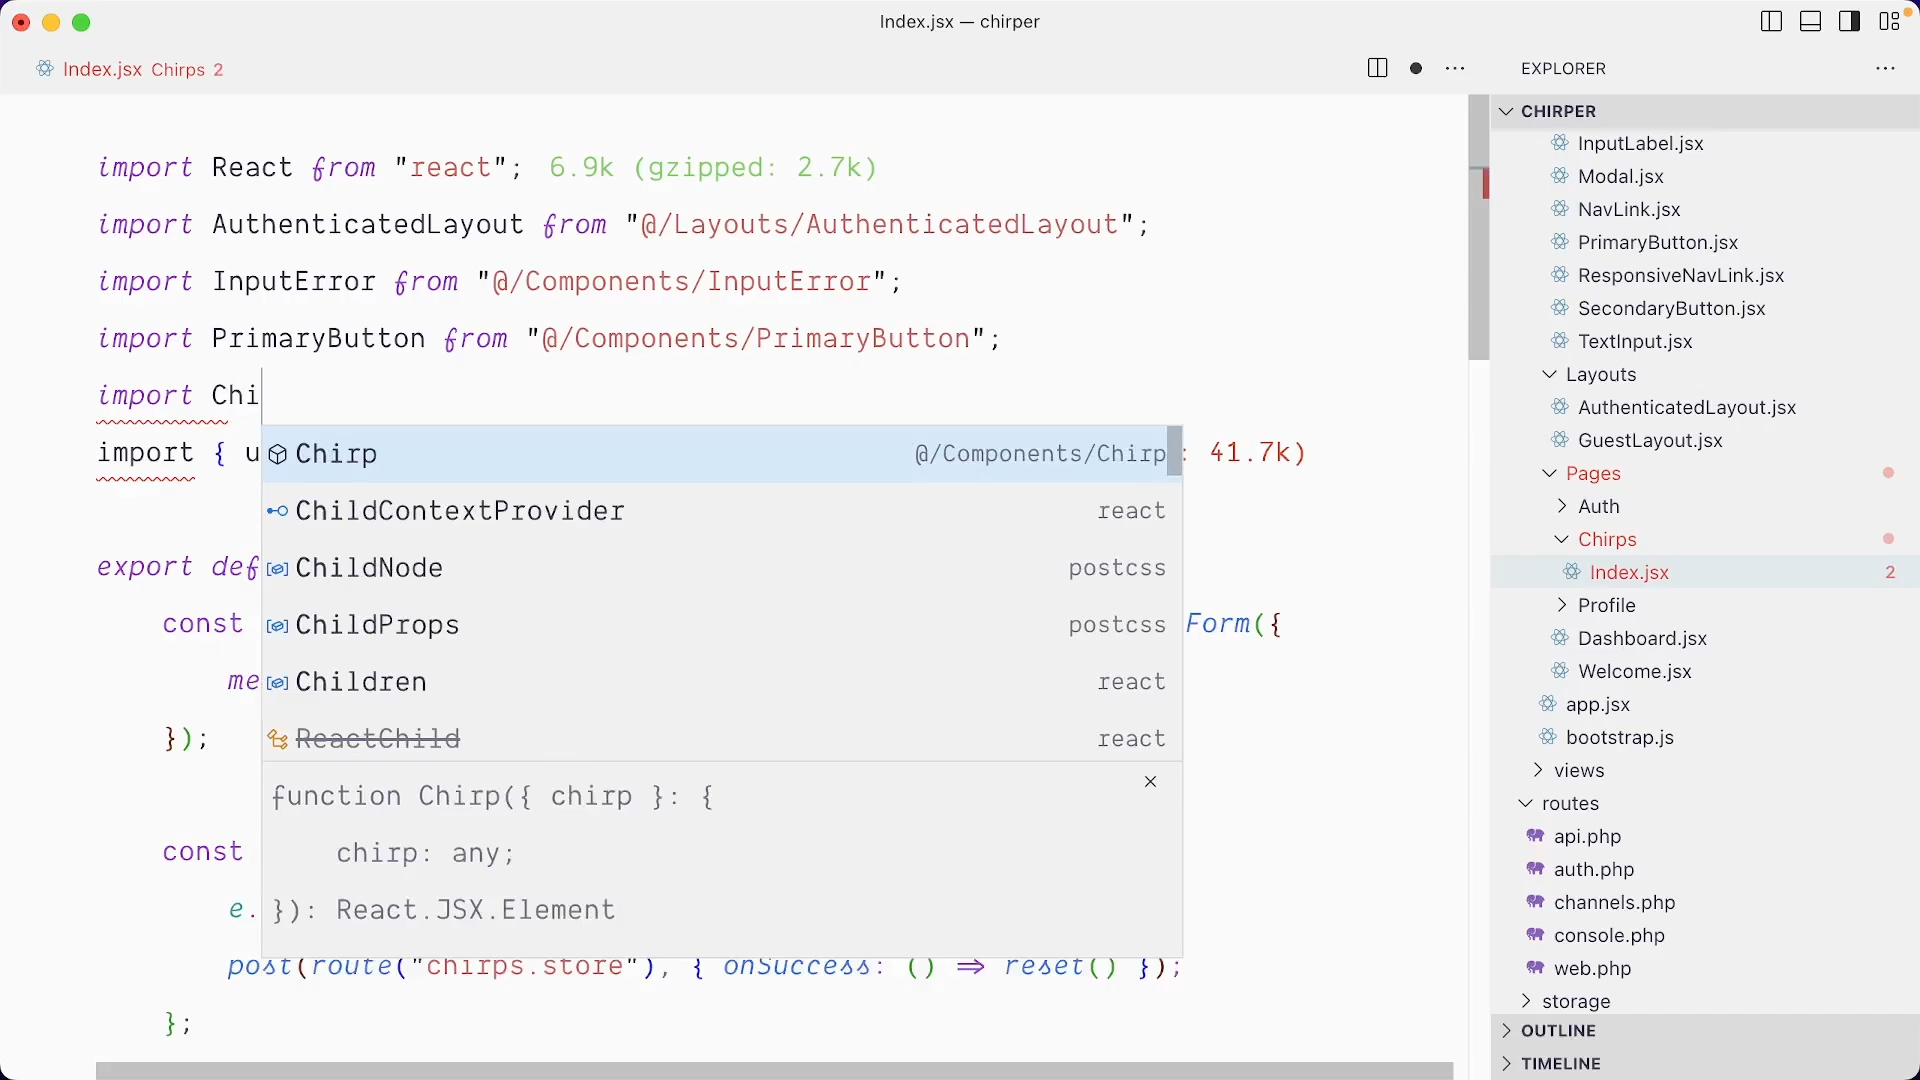 Index.jsx — chirper
Index.jsx Chirps 2
import React from "react"; 6.9k (gzipped: 2.7k)
import AuthenticatedLayout from "@/Layouts/AuthenticatedLayout";
import InputError from "@/Components/InputError";
import PrimaryButton from "@/Components/PrimaryButton";
import Chi
import { u : 41.7k)
Chirp @/Components/Chirp
ChildContextProvider react
ChildNode postcss
ChildProps postcss
Children react
ReactChild react
function Chirp({ chirp }: {
chirp: any;
}): React.JSX.Element
export def
const Form({
me
});
const
e.
post(route("chirps.store"), { onSuccess: () => reset() });
};
EXPLORER
CHIRPER
InputLabel.jsx
Modal.jsx
NavLink.jsx
PrimaryButton.jsx
ResponsiveNavLink.jsx
SecondaryButton.jsx
TextInput.jsx
Layouts
AuthenticatedLayout.jsx
GuestLayout.jsx
Pages
Auth
Chirps
Index.jsx 2
Profile
Dashboard.jsx
Welcome.jsx
app.jsx
bootstrap.js
views
routes
api.php
auth.php
channels.php
console.php
web.php
storage
OUTLINE
TIMELINE